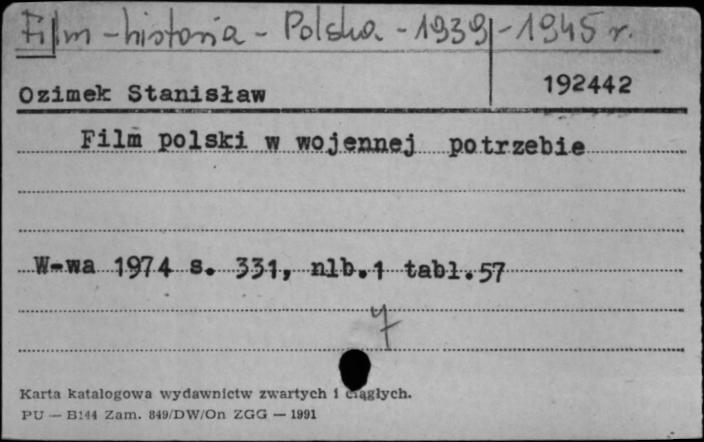 Film - historia - Polska - 1939 - 1945 r.
Ozimek Stanisław 192442
Film polski w wojennej potrzebie
W-wa 1974 s. 331, nlb.1 tabl.57
7
Karta katalogowa wydawnictw zwartych i ciągłych.
PU — B144 Zam. 849/DW/On ZGG — 1991